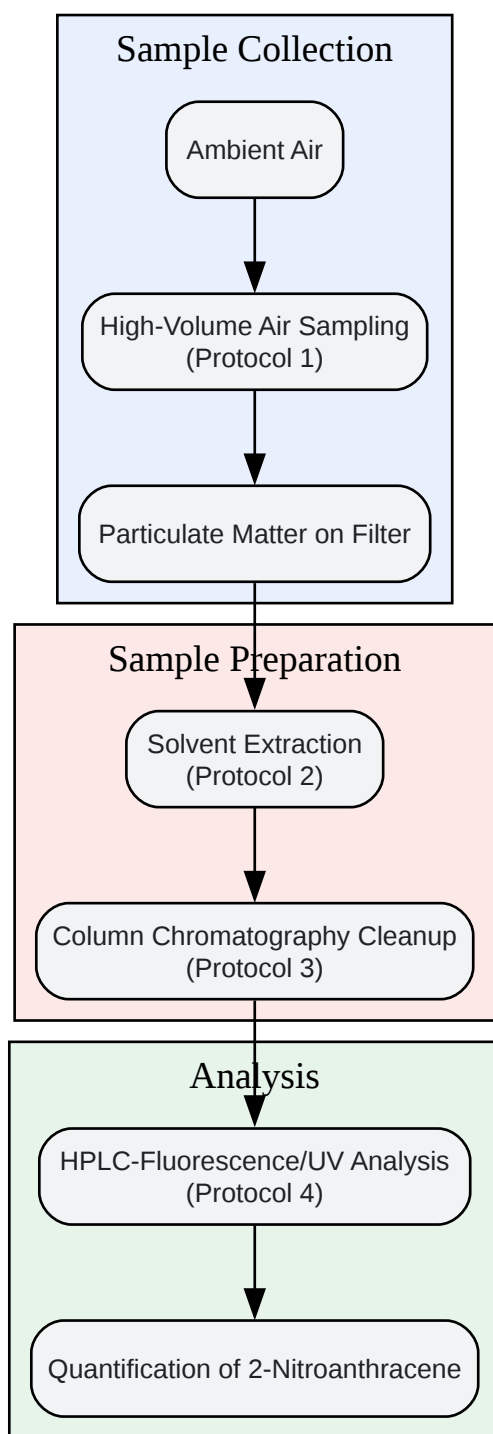 Sample Collection
Ambient Air
High-Volume Air Sampling
(Protocol 1)
Particulate Matter on Filter
Sample Preparation
Solvent Extraction
(Protocol 2)
Column Chromatography Cleanup
(Protocol 3)
Analysis
HPLC-Fluorescence/UV Analysis
(Protocol 4)
Quantification of 2-Nitroanthracene